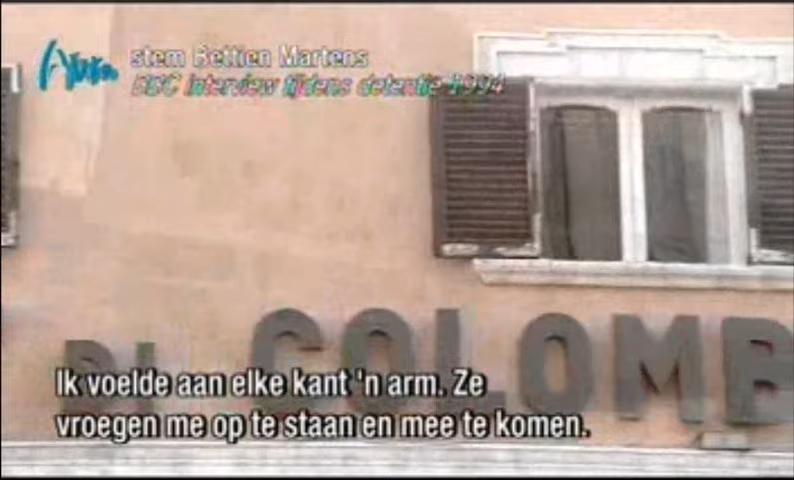 stem Bettien Martens
BBC interview tijdens detentie 1994
DI COLOMB
Ik voelde aan elke kant 'n arm. Ze
vroegen me op te staan en mee te komen.